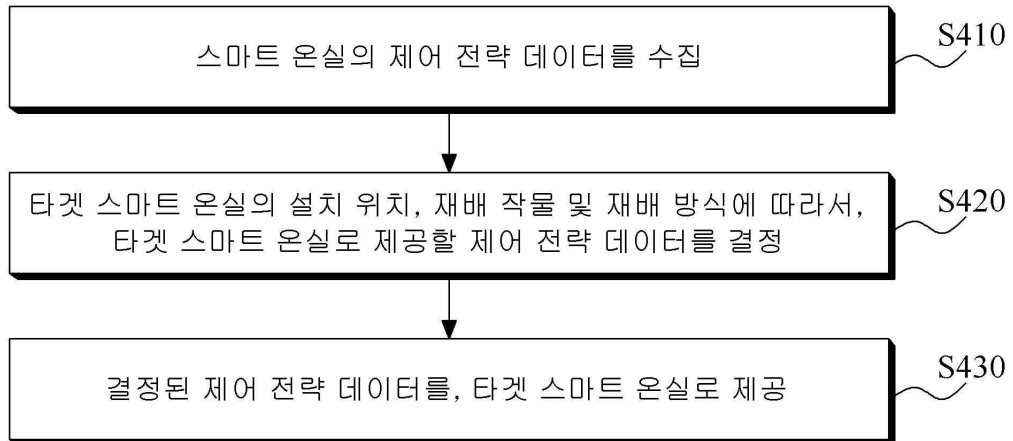 스마트 온실의 제어 전략 데이터를 수집
S410
타겟 스마트 온실의 설치 위치, 재배 작물 및 재배 방식에 따라서,
타겟 스마트 온실로 제공할 제어 전략 데이터를 결정
S420
결정된 제어 전략 데이터를, 타겟 스마트 온실로 제공
S430